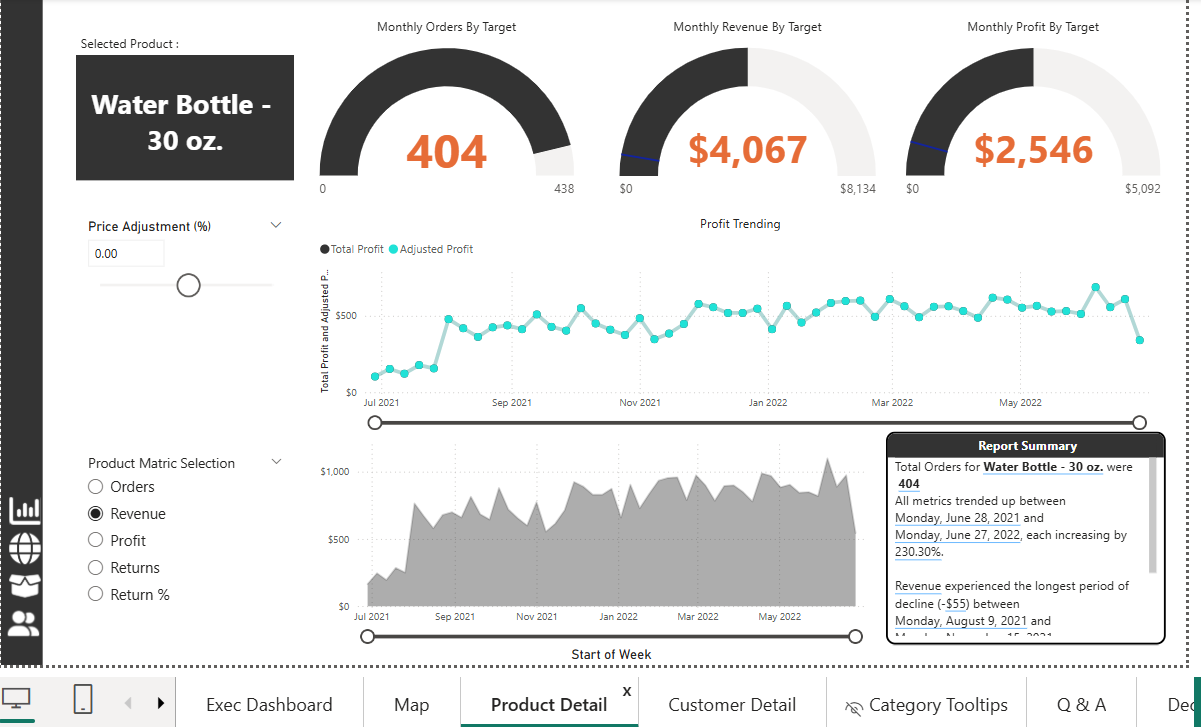 Selected Product :
Water Bottle -
30 oz.
Monthly Orders By Target
404
0
438
Monthly Revenue By Target
$4,067
$0
$8,134
Monthly Profit By Target
$2,546
$0
$5,092
Price Adjustment (%)
0.00
Profit Trending
Total Profit
Adjusted Profit
Total Profit and Adjusted P...
$500
$0
Jul 2021
Sep 2021
Nov 2021
Jan 2022
Mar 2022
May 2022
Product Matric Selection
Orders
Revenue
Profit
Returns
Return %
$1,000
$500
$0
Jul 2021
Sep 2021
Nov 2021
Jan 2022
Mar 2022
May 2022
Start of Week
Report Summary
Total Orders for Water Bottle - 30 oz. were
404
All metrics trended up between
Monday, June 28, 2021 and
Monday, June 27, 2022, each increasing by
230.30%.
Revenue experienced the longest period of
decline (-$55) between
Monday, August 9, 2021 and
Exec Dashboard
Map
Product Detail
x
Customer Detail
Category Tooltips
Q & A
Dec